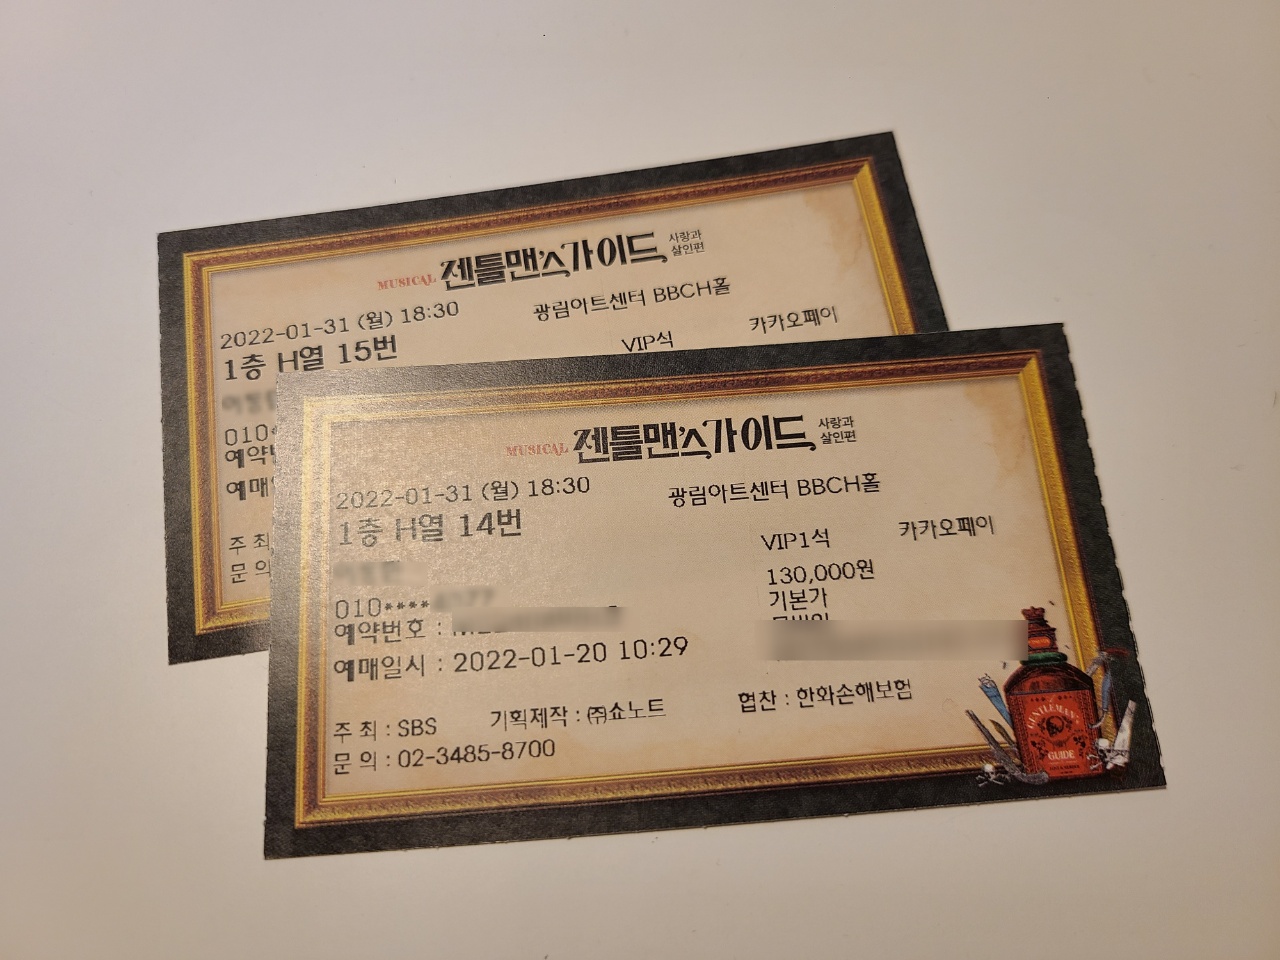 MUSICAL 젠틀맨스가이드 사랑과
살인편
2022-01-31 (월) 18:30 광림아트센터 BBCH홀
1층 H열 15번 VIP석 카카오페이
010
예약
예매
주 최
문 의
MUSICAL 젠틀맨스가이드 사랑과
살인편
2022-01-31 (월) 18:30 광림아트센터 BBCH홀
1층 H열 14번 VIP1석 카카오페이
130,000원
010**** 기본가
예약번호 :
예매일시 : 2022-01-20 10:29
주 최 : SBS 기획제작 : ㈜쇼노트 협찬 : 한화손해보험
문 의 : 02-3485-8700
GENTLEMAN'S
GUIDE